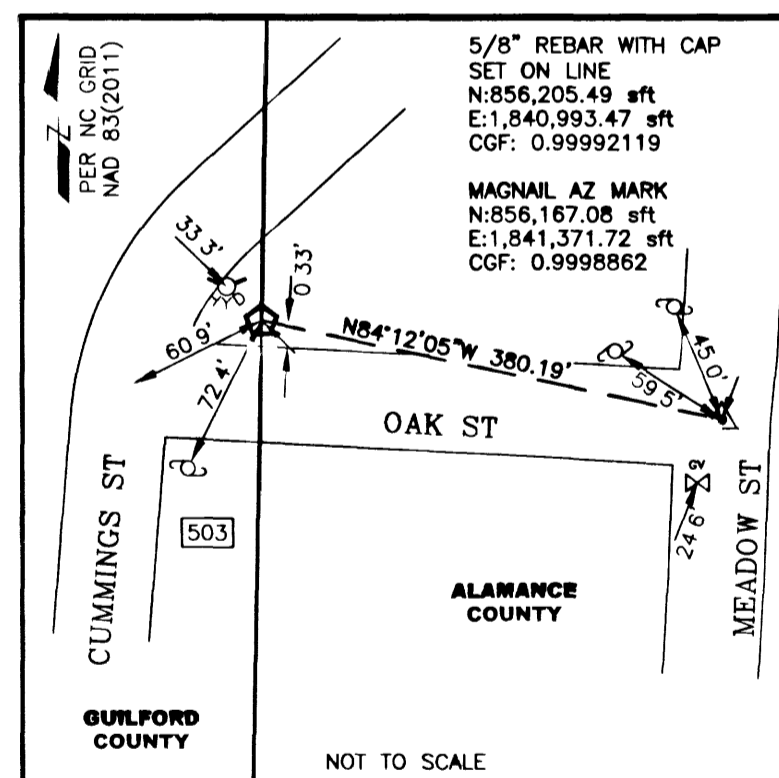 Z
PER NC GRID
NAD 83(2011)
5/8" REBAR WITH CAP
SET ON LINE
N:856,205.49 sft
E:1,840,993.47 sft
CGF: 0.99992119
MAGNAIL AZ MARK
N:856,167.08 sft
E:1,841,371.72 sft
CGF: 0.9998862
33 3'
HYD
0 33'
60 9'
72 4'
N84°12'05"W 380.19'
45 0'
59 5'
OAK ST
503
24 6'
CUMMINGS ST
MEADOW ST
ALAMANCE
COUNTY
GUILFORD
COUNTY
NOT TO SCALE